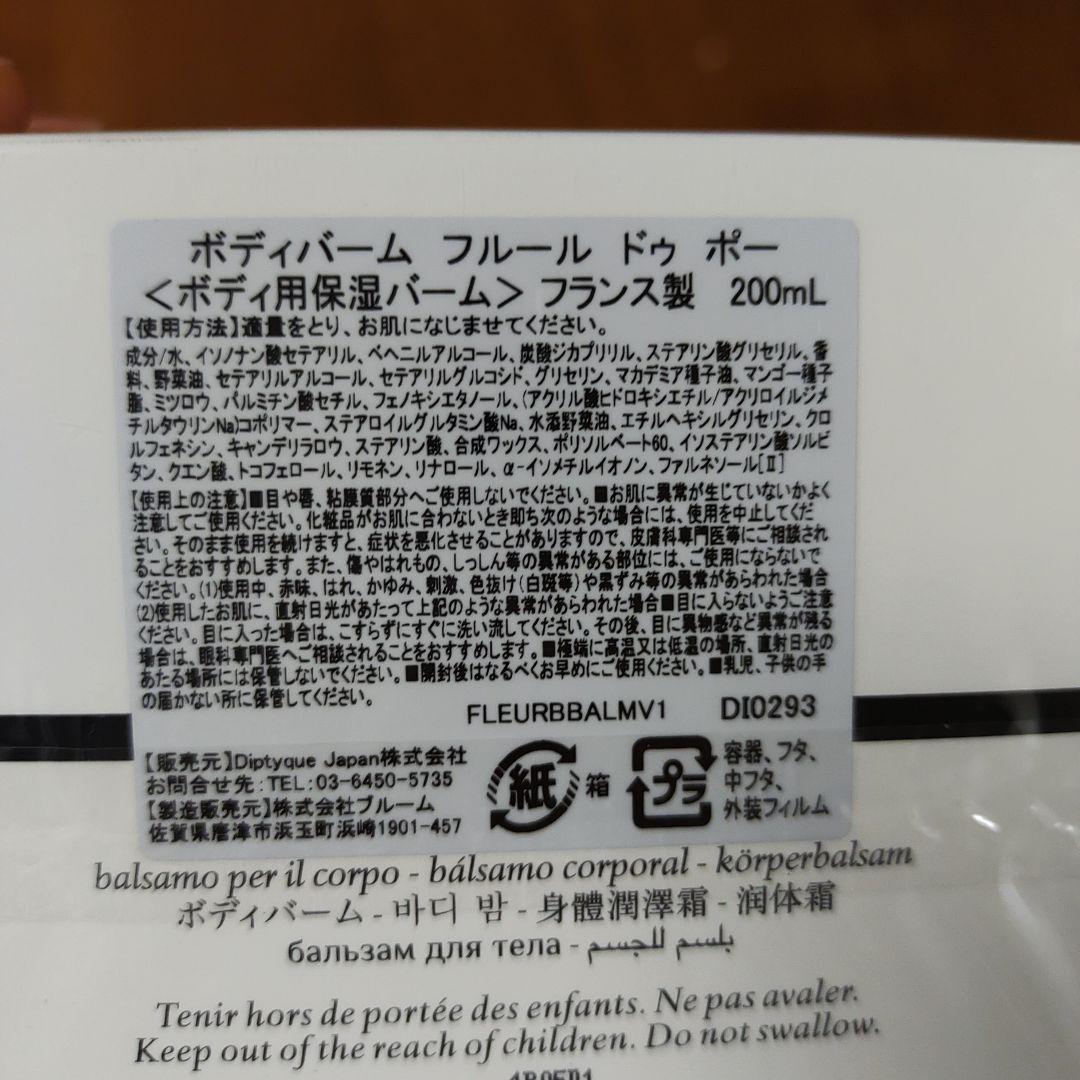 ボディバーム フルール ドゥ ポー
＜ボディ用保湿バーム＞ フランス製 200mL
【使用方法】適量をとり、お肌になじませてください。
成分/水、イソノナン酸セテアリル、ベヘニルアルコール、炭酸ジカプリリル、ステアリン酸グリセリル、香
料、野菜油、セテアリルアルコール、セテアリルグルコシド、グリセリン、マカデミア種子油、マンゴー種子
脂、ミツロウ、パルミチン酸セチル、フェノキシエタノール、(アクリル酸ヒドロキシエチル/アクリロイルジメ
チルタウリンNa)コポリマー、ステアロイルグルタミン酸Na、水添野菜油、エチルヘキシルグリセリン、クロ
ルフェネシン、キャンデリラロウ、ステアリン酸、合成ワックス、ポリソルベート60、イソステアリン酸ソルビ
タン、クエン酸、トコフェロール、リモネン、リナロール、α-イソメチルイオノン、ファルネソール[Ⅱ]
【使用上の注意】■目や唇、粘膜質部分へご使用しないでください。■お肌に異常が生じていないかよく
注意してご使用ください。化粧品がお肌に合わないとき即ち次のような場合には、使用を中止してくだ
さい。そのまま使用を続けますと、症状を悪化させることがありますので、皮膚科専門医等にご相談され
ることをおすすめします。また、傷やはれもの、しっしん等の異常がある部位には、ご使用にならないで
ください。(1)使用中、赤味、はれ、かゆみ、刺激、色抜け(白斑等)や黒ずみ等の異常があらわれた場合
(2)使用したお肌に、直射日光があたって上記のような異常があらわれた場合■目に入らないようご注意
ください。目に入った場合は、こすらずにすぐに洗い流してください。その後、目に異物感など異常が残る
場合は、眼科専門医へご相談されることをおすすめします。■極端に高温又は低温の場所、直射日光の
あたる場所には保管しないでください。■開封後はなるべくお早めにご使用ください。■乳児、子供の手
の届かない所に保管してください。
FLEURBBALMV1 DI0293
【販売元】Diptyque Japan株式会社
お問合せ先:TEL:03-6450-5735
【製造販売元】株式会社ブルーム
佐賀県唐津市浜玉町浜崎1901-457
紙 箱
プラ 容器、フタ、
中フタ、
外装フィルム
balsamo per il corpo - bálsamo corporal - körperbalsam
ボディバーム - 바디 밤 - 身體潤澤霜 - 润体霜
бальзам для тела - بلسم للجسم
Tenir hors de portée des enfants. Ne pas avaler.
Keep out of the reach of children. Do not swallow.